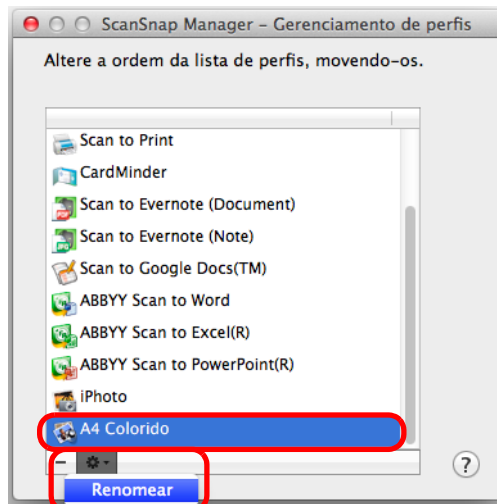 ScanSnap Manager – Gerenciamento de perfis
Altere a ordem da lista de perfis, movendo-os.
Scan to Print
CardMinder
Scan to Evernote (Document)
Scan to Evernote (Note)
Scan to Google Docs(TM)
ABBYY Scan to Word
ABBYY Scan to Excel(R)
ABBYY Scan to PowerPoint(R)
iPhoto
A4 Colorido
Renomear